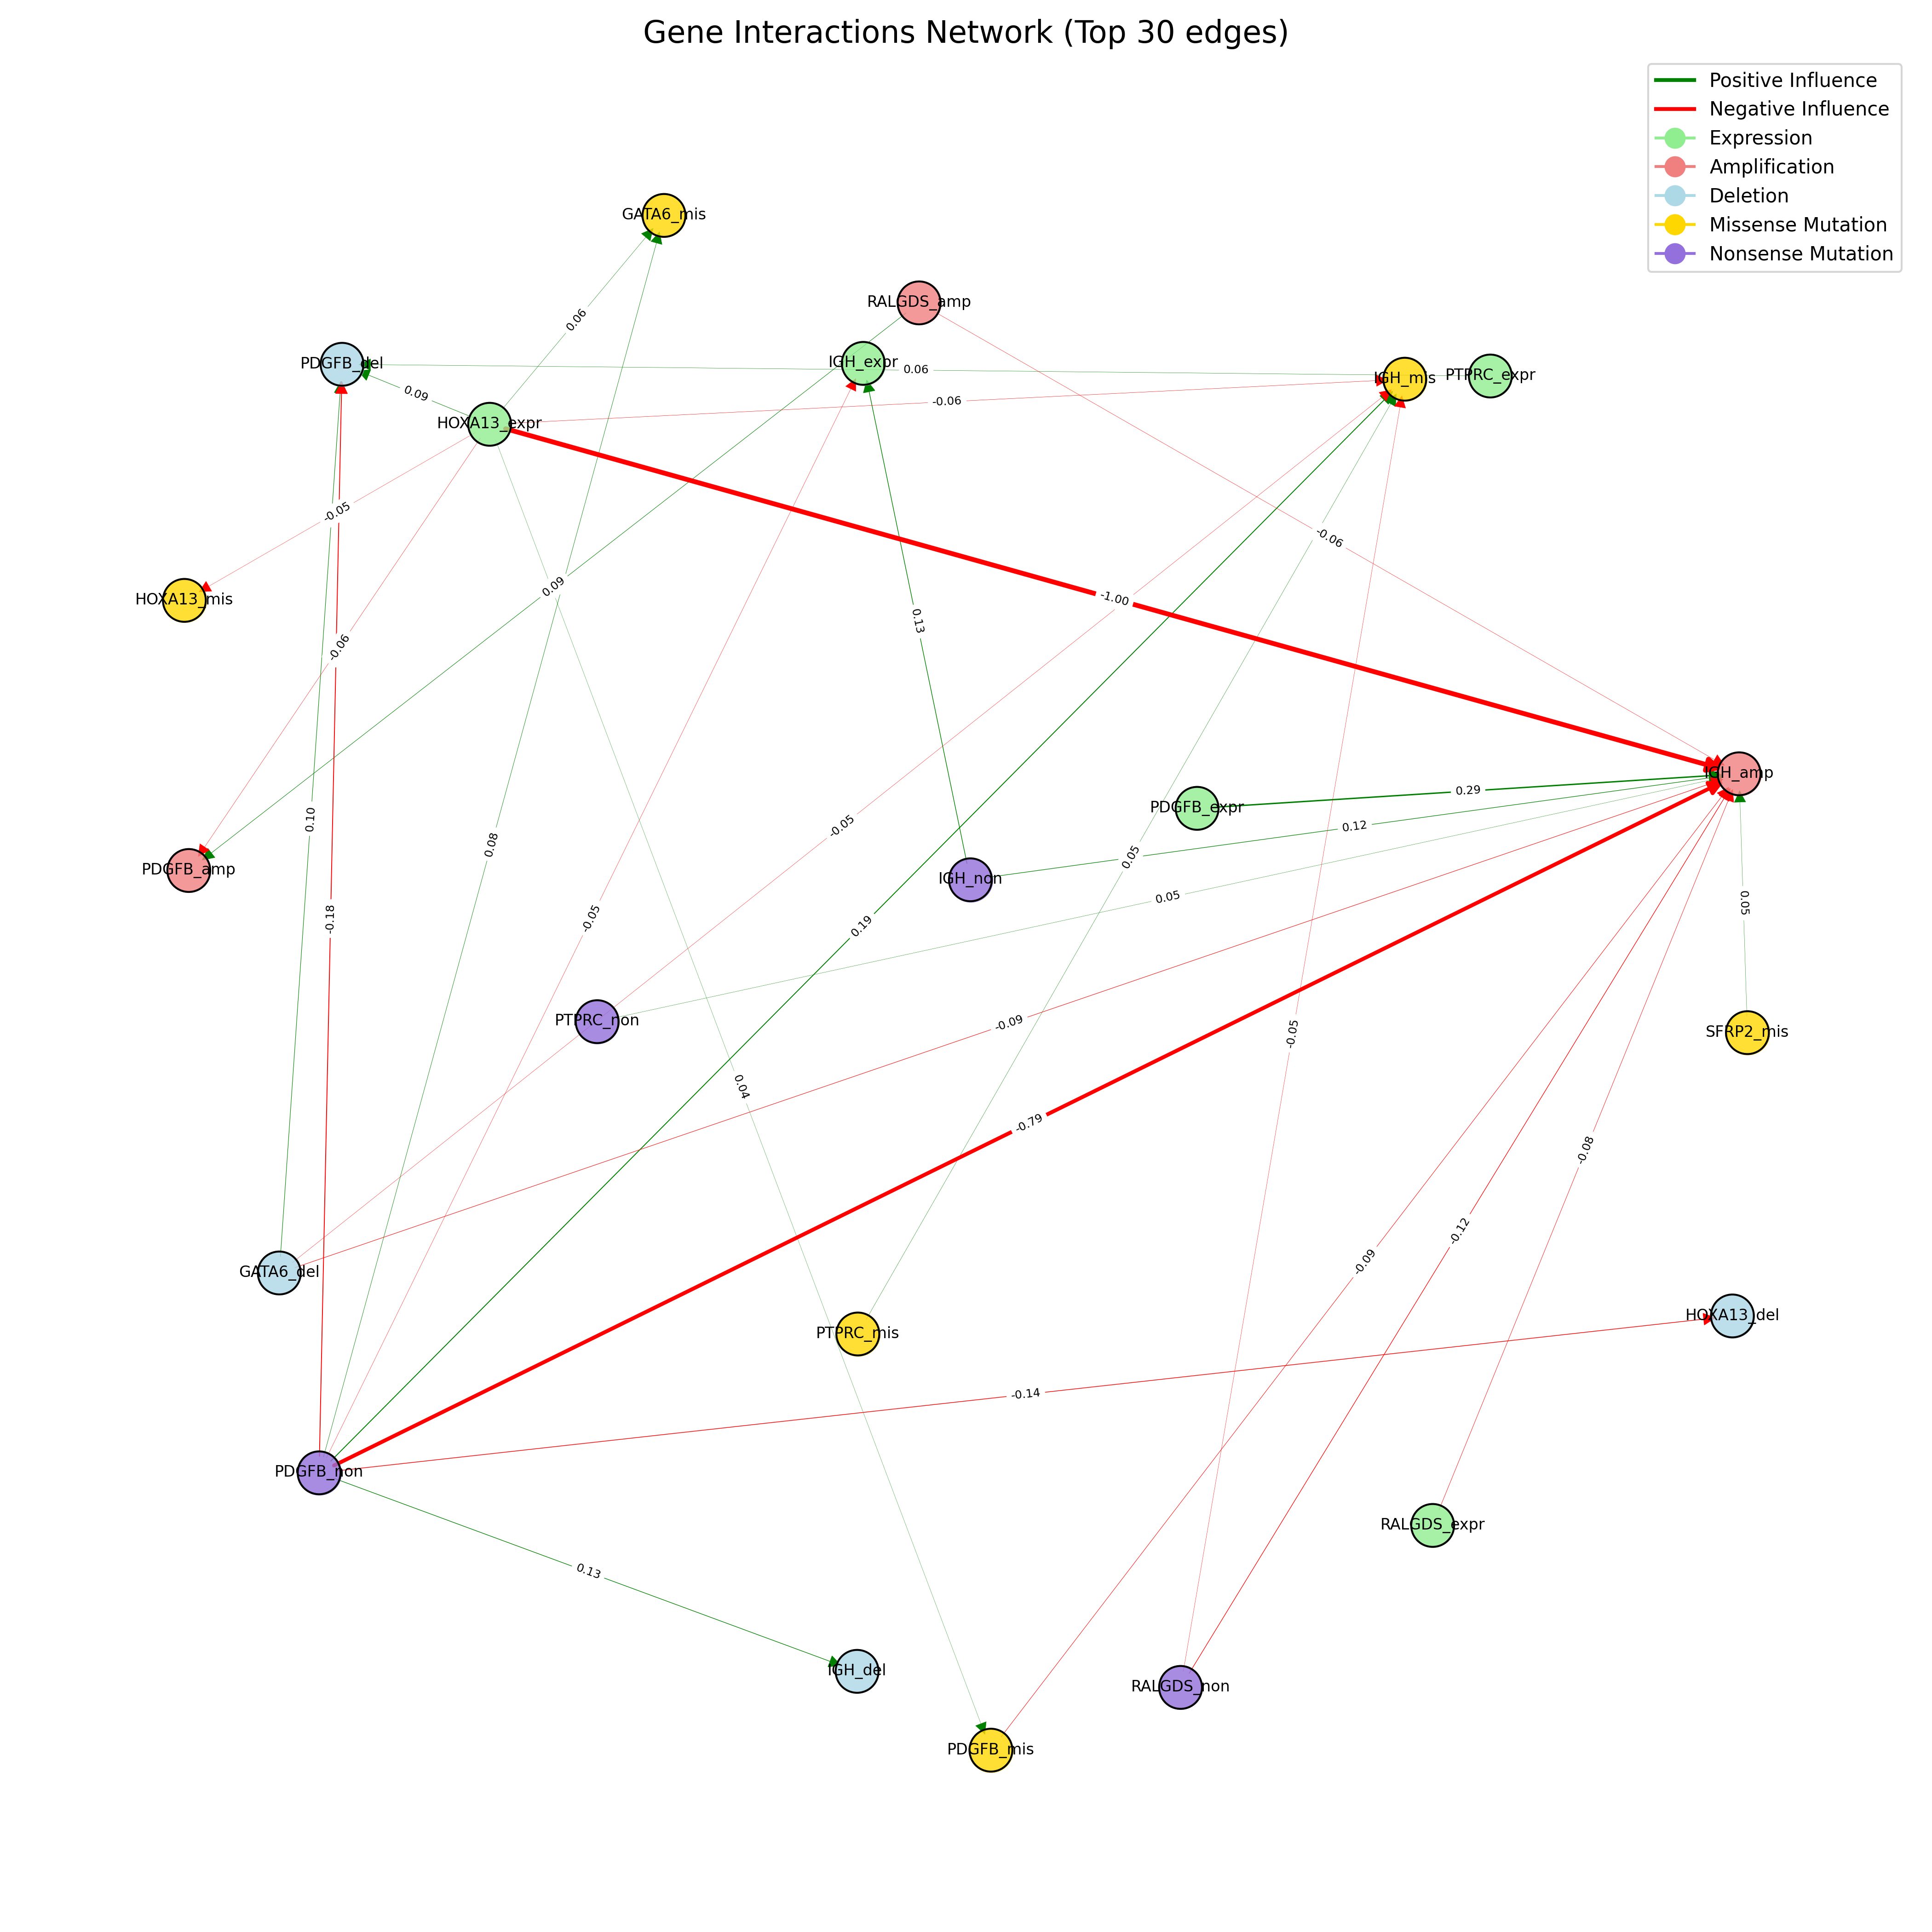 Gene Interactions Network (Top 30 edges)
Positive Influence
Negative Influence
Expression
Amplification
Deletion
Missense Mutation
Nonsense Mutation
GATA6_mis
RALGDS_amp
0.06
PDGFB_del
IGH_expr
0.06
IGH_mis
PTPRC_expr
0.09
-0.06
HOXA13_expr
-0.05
-0.06
0.09
HOXA13_mis
-1.00
0.13
-0.06
IGH_amp
0.29
PDGFB_expr
0.10
-0.05
0.12
0.08
0.05
PDGFB_amp
IGH_non
0.05
0.05
-0.18
-0.05
0.19
PTPRC_non
-0.09
-0.05
SFRP2_mis
0.04
-0.79
-0.08
-0.12
-0.09
GATA6_del
HOXA13_del
PTPRC_mis
-0.14
PDGFB_non
RALGDS_expr
0.13
IGH_del
RALGDS_non
PDGFB_mis